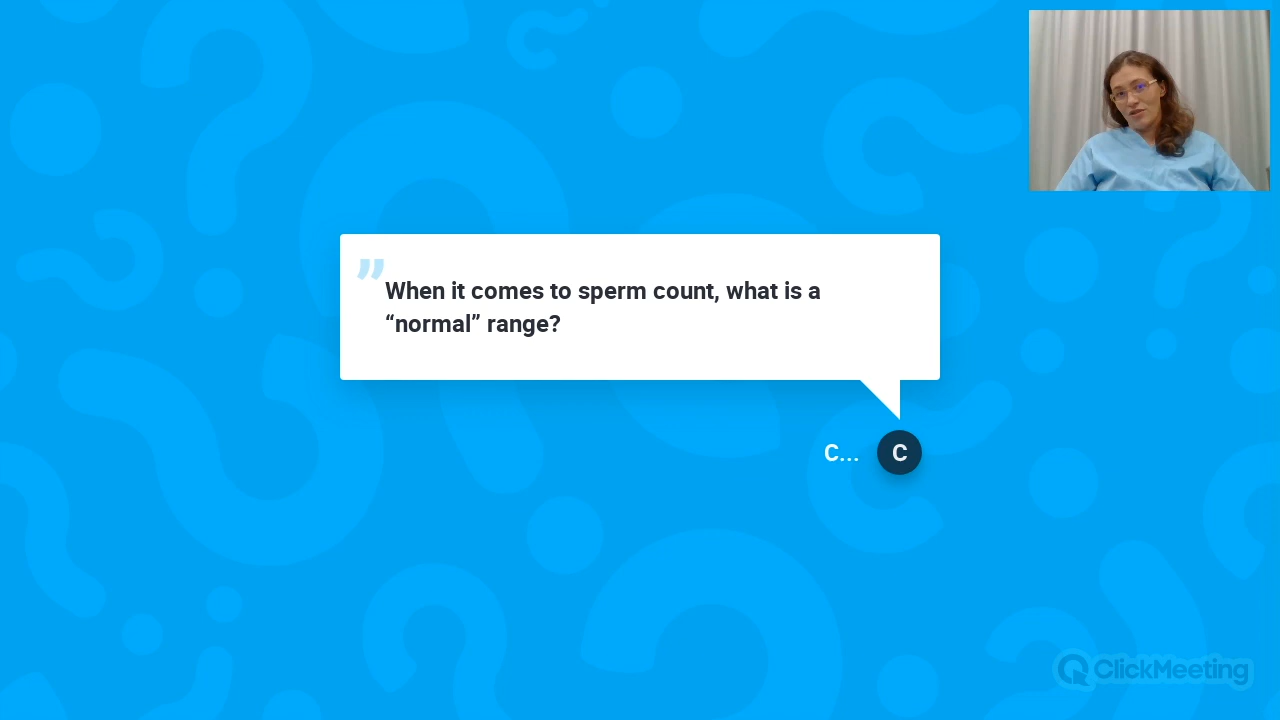 When it comes to sperm count, what is a
“normal” range?
C... C
ClickMeeting